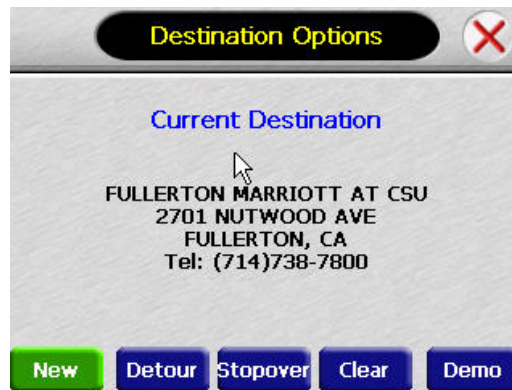 Destination Options
Current Destination
FULLERTON MARRIOTT AT CSU
2701 NUTWOOD AVE
FULLERTON, CA
Tel: (714)738-7800
New Detour Stopover Clear Demo